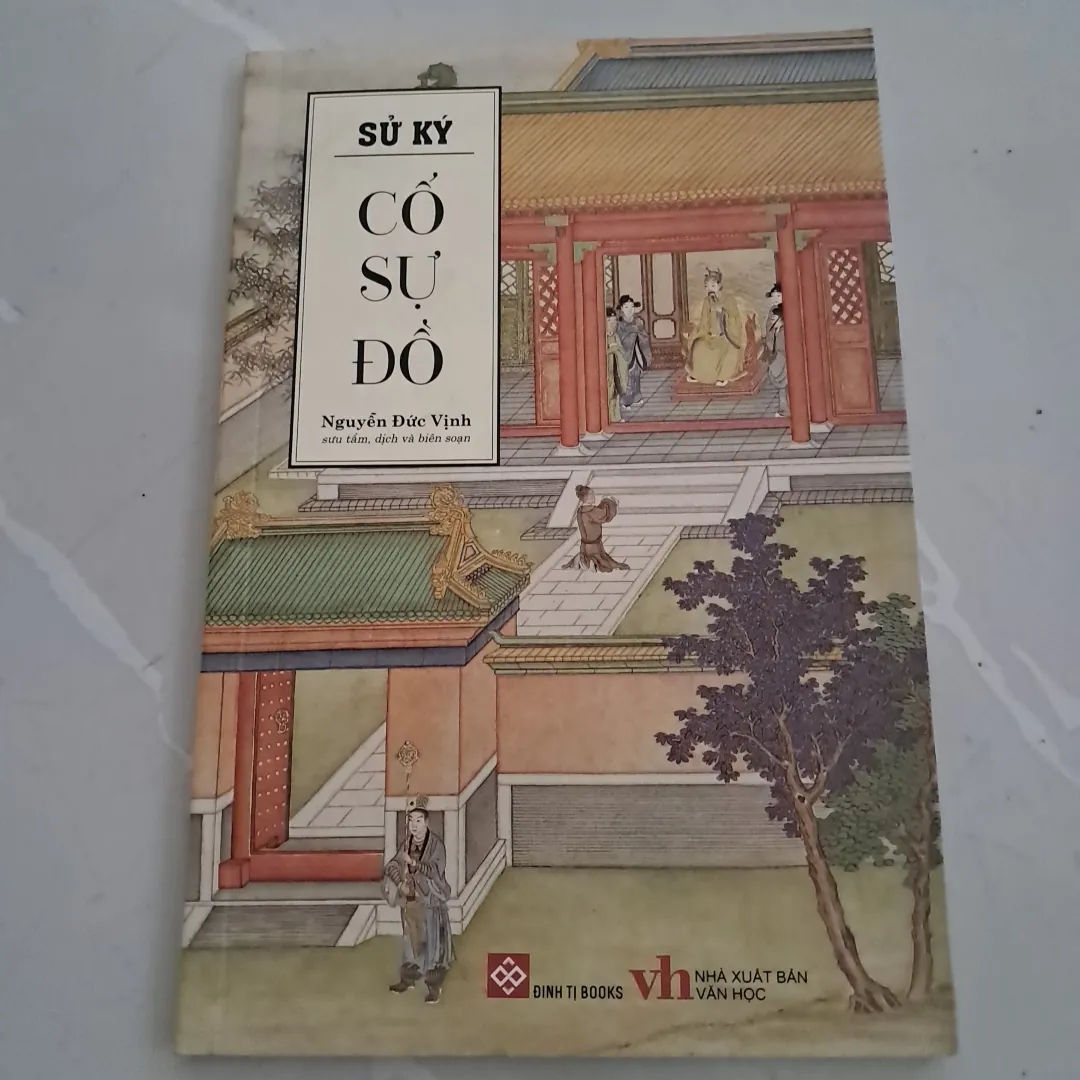 SỬ KÝ
CỐ
SỰ
ĐỒ
Nguyễn Đức Vịnh
sưu tầm, dịch và biên soạn
ĐINH TỊ BOOKS
vh NHÀ XUẤT BẢN
VĂN HỌC